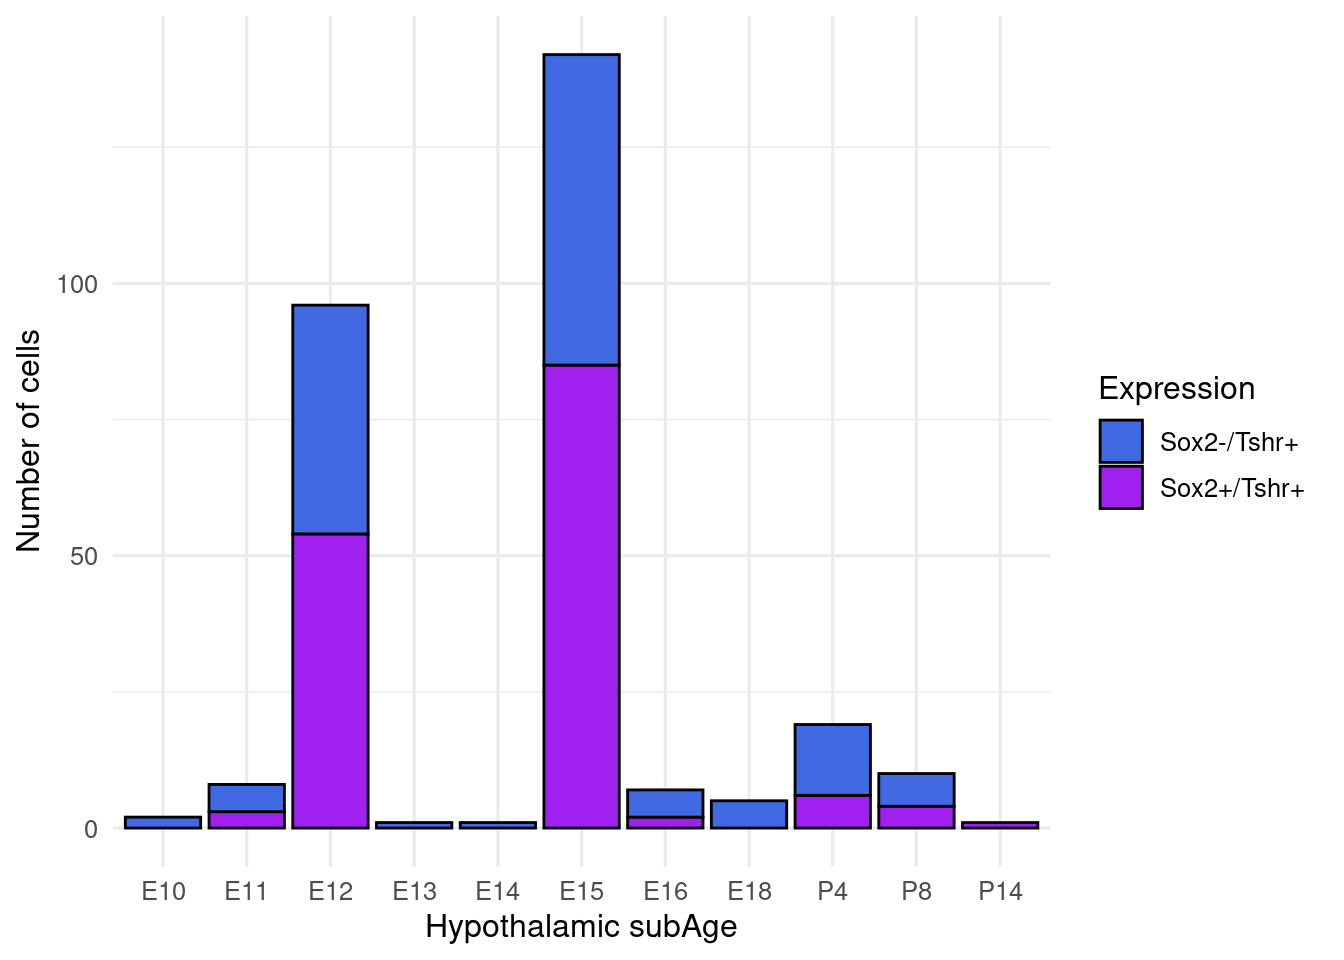 Number of cells
100
50
0
E10 E11 E12 E13 E14 E15 E16 E18 P4 P8 P14
Hypothalamic subAge
Expression
Sox2-/Tshr+
Sox2+/Tshr+